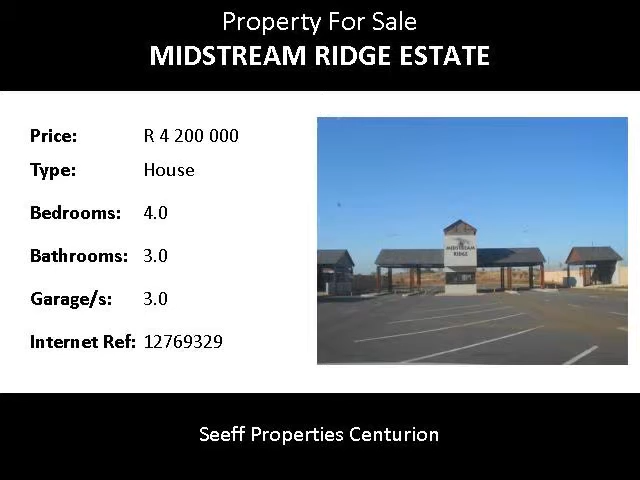 Property For Sale
MIDSTREAM RIDGE ESTATE
Price: R 4 200 000
Type: House
Bedrooms: 4.0
Bathrooms: 3.0
Garage/s: 3.0
Internet Ref: 12769329
MIDSTREAM
RIDGE
Seeff Properties Centurion